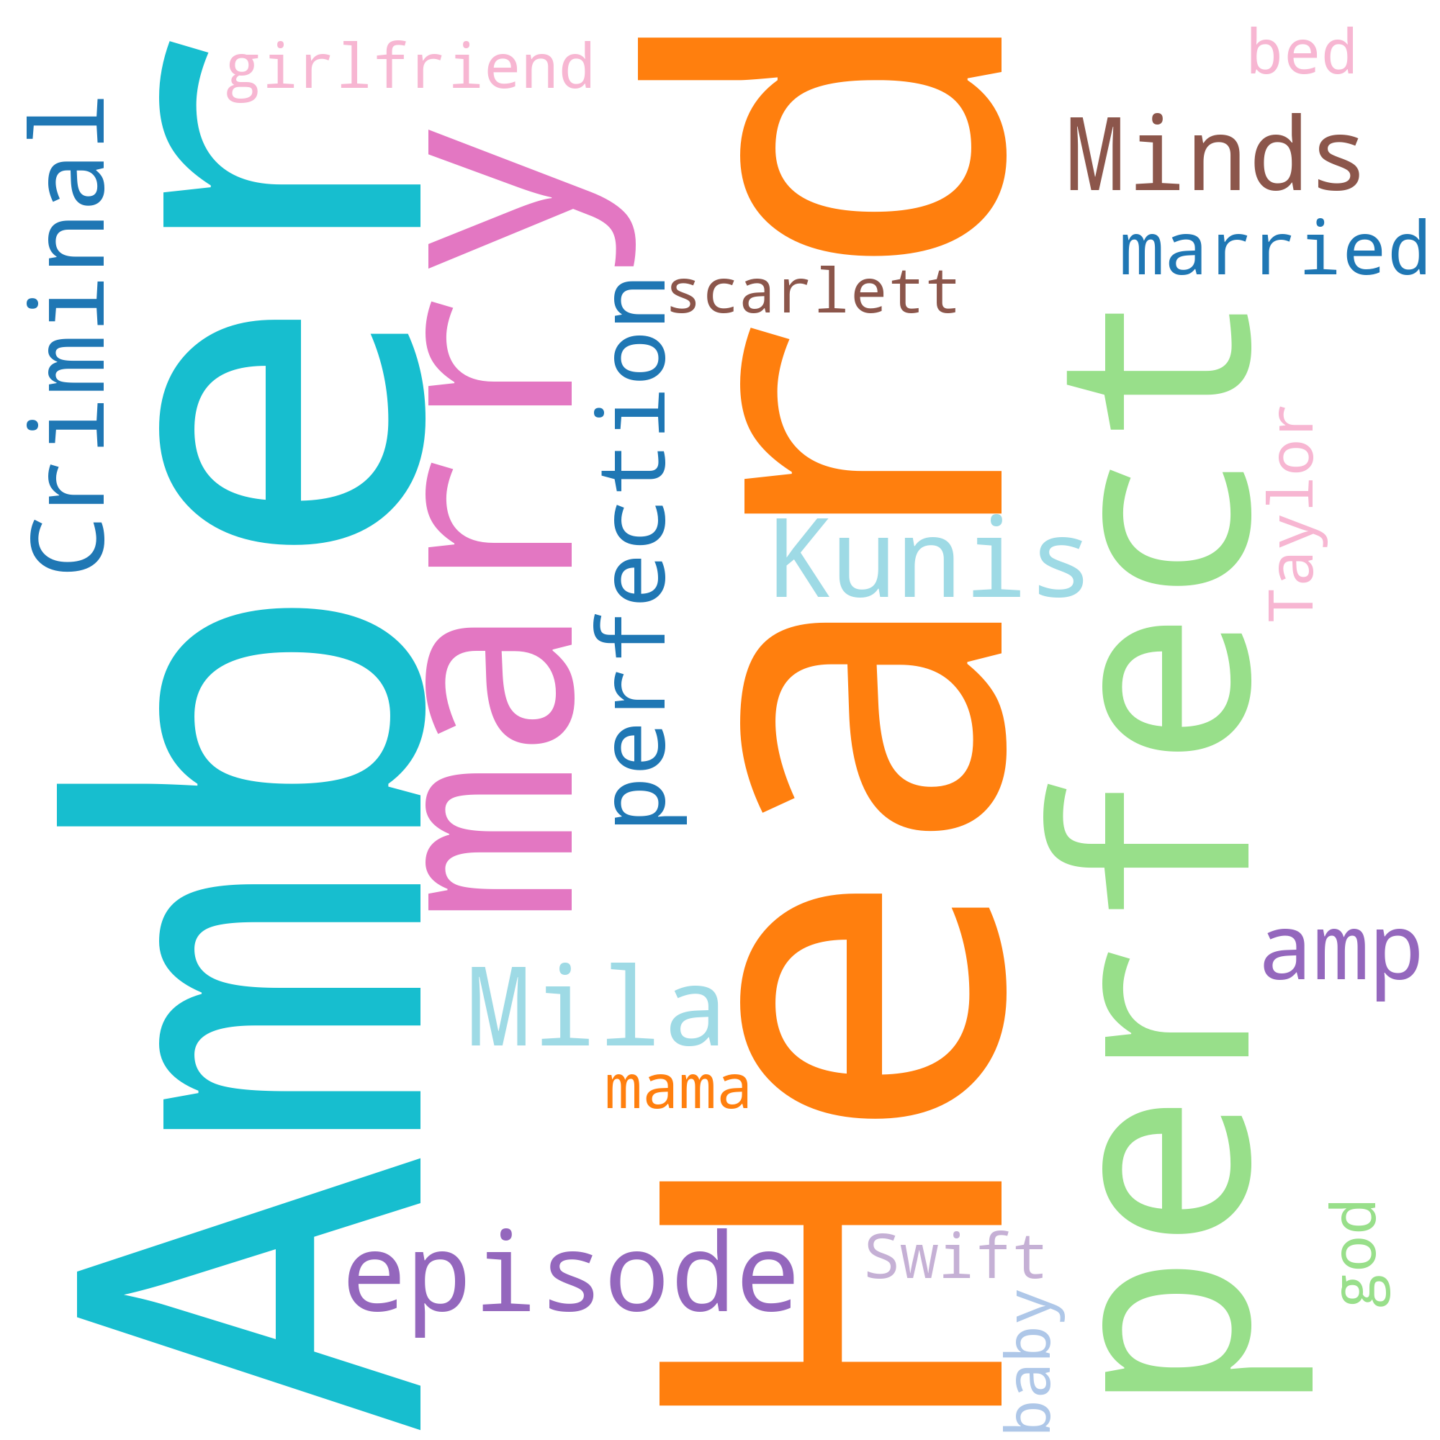 Criminal
Amber
girlfriend
marry
perfection
Heard
scarlett
bed
Minds
married
perfect
Taylor
Kunis
amp
Mila
mama
episode
Swift
baby
god